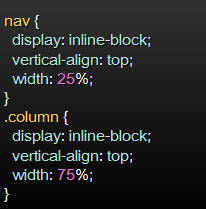 nav {
  display: inline-block;
  vertical-align: top;
  width: 25%;
}
.column {
  display: inline-block;
  vertical-align: top;
  width: 75%;
}